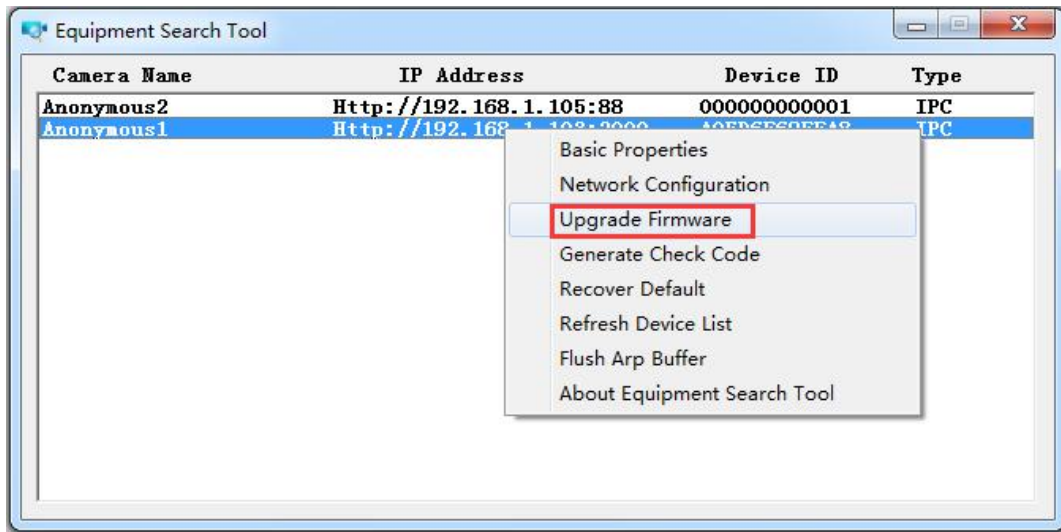 Equipment Search Tool
Camera Name IP Address Device ID Type
Anonymous2 Http://192.168.1.105:88 000000000001 IPC
Anonymous1 Http://192.168 IPC
Basic Properties
Network Configuration
Upgrade Firmware
Generate Check Code
Recover Default
Refresh Device List
Flush Arp Buffer
About Equipment Search Tool